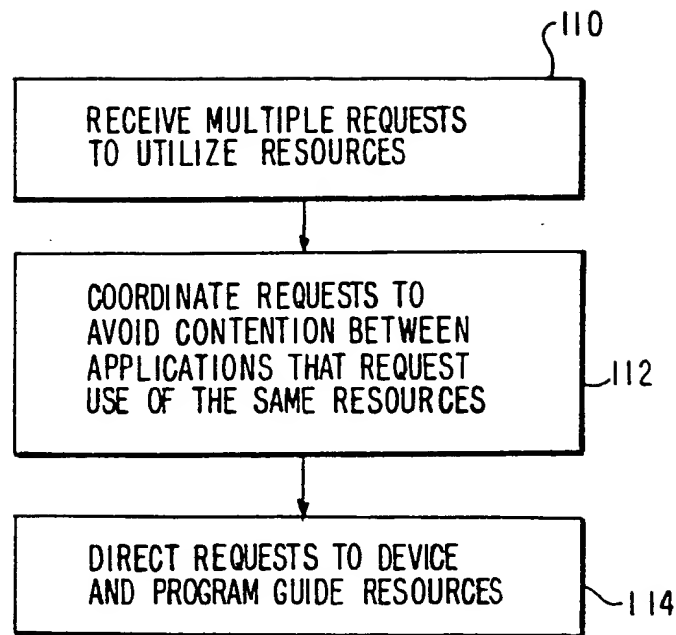 110
RECEIVE MULTIPLE REQUESTS
TO UTILIZE RESOURCES
COORDINATE REQUESTS TO
AVOID CONTENTION BETWEEN
APPLICATIONS THAT REQUEST
USE OF THE SAME RESOURCES
112
DIRECT REQUESTS TO DEVICE
AND PROGRAM GUIDE RESOURCES
114